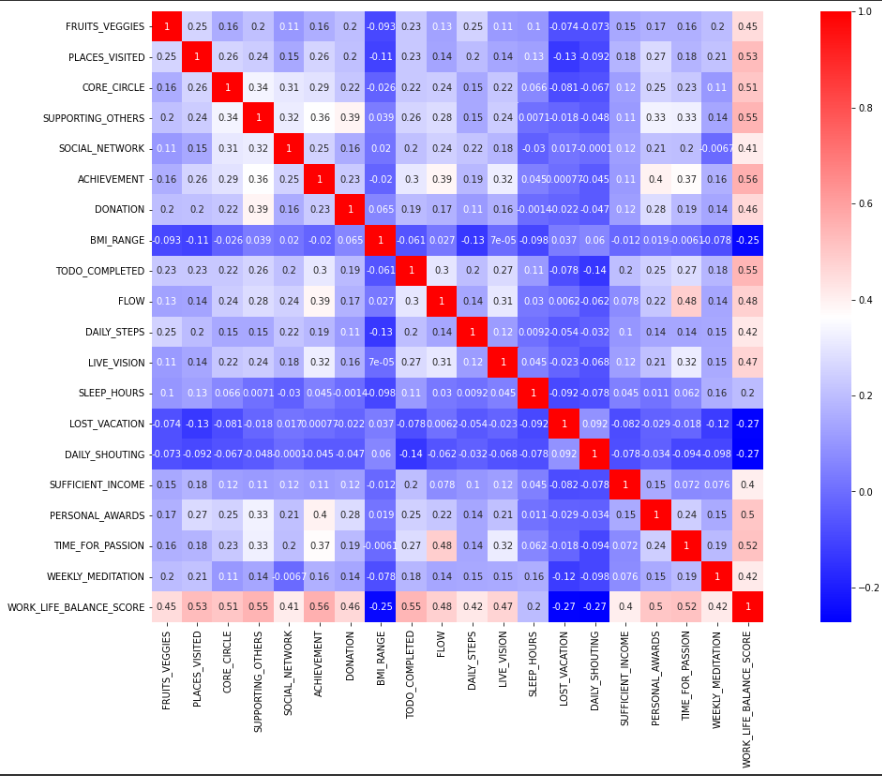 FRUITS_VEGGIES 1 0.25 0.16 0.2 0.11 0.16 0.2 -0.093 0.23 0.13 0.25 0.11 0.1 -0.074 -0.073 0.15 0.17 0.16 0.2 0.45 1.0
PLACES_VISITED 0.25 1 0.26 0.24 0.15 0.26 0.2 -0.11 0.23 0.14 0.2 0.14 0.13 -0.13 -0.092 0.18 0.27 0.18 0.21 0.53
CORE_CIRCLE 0.16 0.26 1 0.34 0.31 0.29 0.22 -0.026 0.22 0.24 0.15 0.22 0.066 -0.081 -0.067 0.12 0.25 0.23 0.11 0.51 0.8
SUPPORTING_OTHERS 0.2 0.24 0.34 1 0.32 0.36 0.39 0.039 0.26 0.28 0.15 0.24 0.0071 -0.018 -0.048 0.11 0.33 0.33 0.14 0.55
SOCIAL_NETWORK 0.11 0.15 0.31 0.32 1 0.25 0.16 0.02 0.2 0.24 0.22 0.18 -0.03 0.017 -0.0001 0.12 0.21 0.2 -0.0067 0.41
ACHIEVEMENT 0.16 0.26 0.29 0.36 0.25 1 0.23 -0.02 0.3 0.39 0.19 0.32 0.045 0.00077 -0.045 0.11 0.4 0.37 0.16 0.56 0.6
DONATION 0.2 0.2 0.22 0.39 0.16 0.23 1 0.065 0.19 0.17 0.11 0.16 -0.0014 -0.022 -0.047 0.12 0.28 0.19 0.14 0.46
BMI_RANGE -0.093 -0.11 -0.026 0.039 0.02 -0.02 0.065 1 -0.061 0.027 -0.13 7e-05 -0.098 0.037 0.06 -0.012 0.019 -0.0061 -0.078 -0.25
TODO_COMPLETED 0.23 0.23 0.22 0.26 0.2 0.3 0.19 -0.061 1 0.3 0.2 0.27 0.11 -0.078 -0.14 0.2 0.25 0.27 0.18 0.55
FLOW 0.13 0.14 0.24 0.28 0.24 0.39 0.17 0.027 0.3 1 0.14 0.31 0.03 0.0062 -0.062 0.078 0.22 0.48 0.14 0.48 0.4
DAILY_STEPS 0.25 0.2 0.15 0.15 0.22 0.19 0.11 -0.13 0.2 0.14 1 0.12 0.0092 -0.054 -0.032 0.1 0.14 0.14 0.15 0.42
LIVE_VISION 0.11 0.14 0.22 0.24 0.18 0.32 0.16 7e-05 0.27 0.31 0.12 1 0.045 -0.023 -0.068 0.12 0.21 0.32 0.15 0.47
SLEEP_HOURS 0.1 0.13 0.066 0.0071 -0.03 0.045 -0.0014 -0.098 0.11 0.03 0.0092 0.045 1 -0.092 -0.078 0.045 0.011 0.062 0.16 0.2 0.2
LOST_VACATION -0.074 -0.13 -0.081 -0.018 0.017 0.00077 -0.022 0.037 -0.078 0.0062 -0.054 -0.023 -0.092 1 0.092 -0.082 -0.029 -0.018 -0.12 -0.27
DAILY_SHOUTING -0.073 -0.092 -0.067 -0.048 -0.0001 -0.045 -0.047 0.06 -0.14 -0.062 -0.032 -0.068 -0.078 0.092 1 -0.078 -0.034 -0.094 -0.098 -0.27
SUFFICIENT_INCOME 0.15 0.18 0.12 0.11 0.12 0.11 0.12 -0.012 0.2 0.078 0.1 0.12 0.045 -0.082 -0.078 1 0.15 0.072 0.076 0.4 0.0
PERSONAL_AWARDS 0.17 0.27 0.25 0.33 0.21 0.4 0.28 0.019 0.25 0.22 0.14 0.21 0.011 -0.029 -0.034 0.15 1 0.24 0.15 0.5
TIME_FOR_PASSION 0.16 0.18 0.23 0.33 0.2 0.37 0.19 -0.0061 0.27 0.48 0.14 0.32 0.062 -0.018 -0.094 0.072 0.24 1 0.19 0.52
WEEKLY_MEDITATION 0.2 0.21 0.11 0.14 -0.0067 0.16 0.14 -0.078 0.18 0.14 0.15 0.15 0.16 -0.12 -0.098 0.076 0.15 0.19 1 0.42 −0.2
WORK_LIFE_BALANCE_SCORE 0.45 0.53 0.51 0.55 0.41 0.56 0.46 -0.25 0.55 0.48 0.42 0.47 0.2 -0.27 -0.27 0.4 0.5 0.52 0.42 1
FRUITS_VEGGIES
PLACES_VISITED
CORE_CIRCLE
SUPPORTING_OTHERS
SOCIAL_NETWORK
ACHIEVEMENT
DONATION
BMI_RANGE
TODO_COMPLETED
FLOW
DAILY_STEPS
LIVE_VISION
SLEEP_HOURS
LOST_VACATION
DAILY_SHOUTING
SUFFICIENT_INCOME
PERSONAL_AWARDS
TIME_FOR_PASSION
WEEKLY_MEDITATION
WORK_LIFE_BALANCE_SCORE